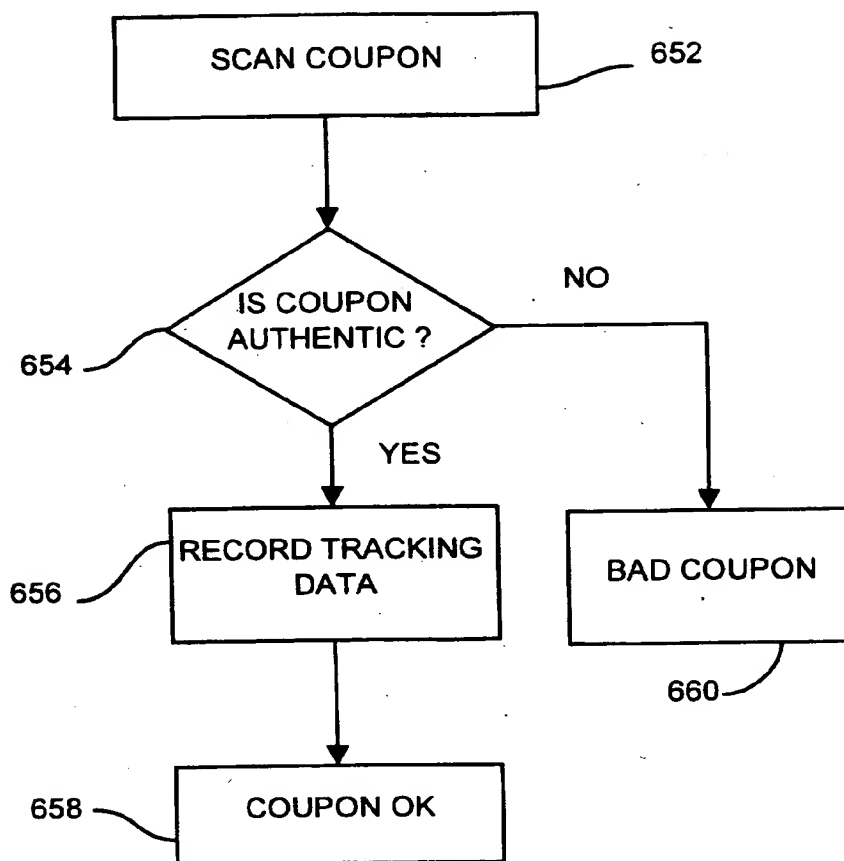 SCAN COUPON
652
IS COUPON
AUTHENTIC ?
NO
654
YES
RECORD TRACKING
DATA
656
BAD COUPON
660
COUPON OK
658